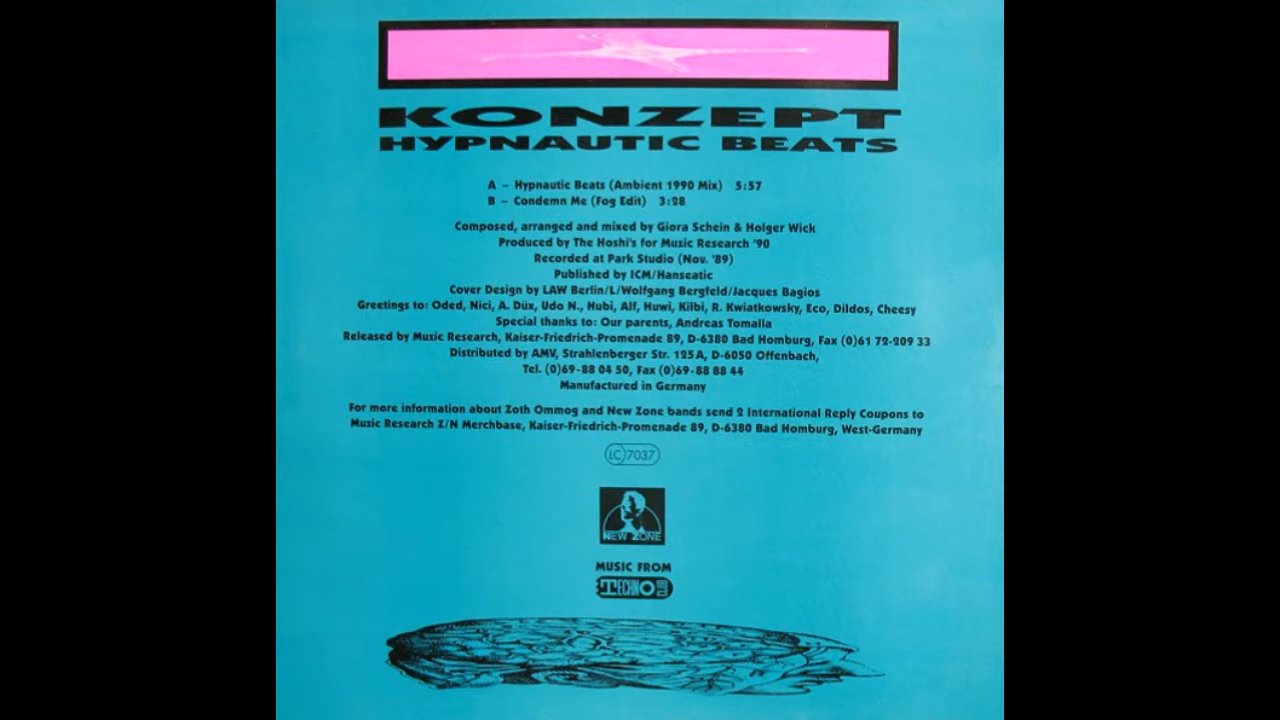 KONZEPT
HYPNAUTIC BEATS
A – Hypnautic Beats (Ambient 1990 Mix) 5:57
B – Condemn Me (Fog Edit) 3:28
Composed, arranged and mixed by Giora Schein & Holger Wick
Produced by The Hoshi's for Music Research '90
Recorded at Park Studio (Nov. '89)
Published by ICM/Hanseatic
Cover Design by LAW Berlin/L/Wolfgang Bergfeld/Jacques Bagios
Greetings to: Oded, Nici, A. Düx, Udo N., Hubi, Alf, Huwi, Kilbi, R. Kwiatkowsky, Eco, Dildos, Cheesy
Special thanks to: Our parents, Andreas Tomalla
Released by Music Research, Kaiser-Friedrich-Promenade 89, D-6380 Bad Homburg, Fax (0)61 72-209 33
Distributed by AMV, Strahlenberger Str. 125A, D-6050 Offenbach,
Tel. (0)69-88 04 50, Fax (0)69-88 88 44
Manufactured in Germany
For more information about Zoth Ommog and New Zone bands send 2 International Reply Coupons to
Muzic Research Z/N Merchbase, Kaiser-Friedrich-Promenade 89, D-6380 Bad Homburg, West-Germany
LC 7037
NEW ZONE
MUSIC FROM
TECHNO